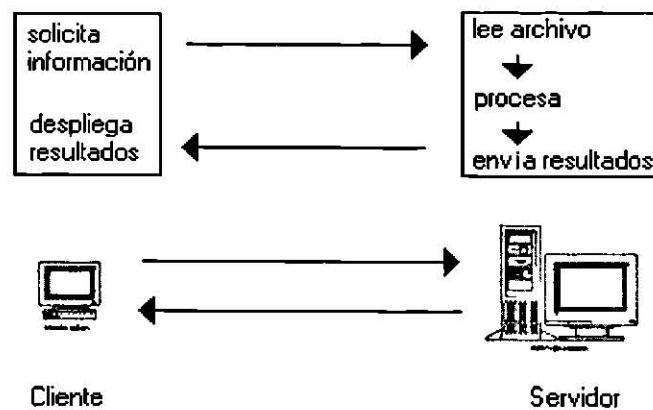 solicita
información
despliega
resultados
lee archivo
procesa
envia resultados
Cliente
Servidor